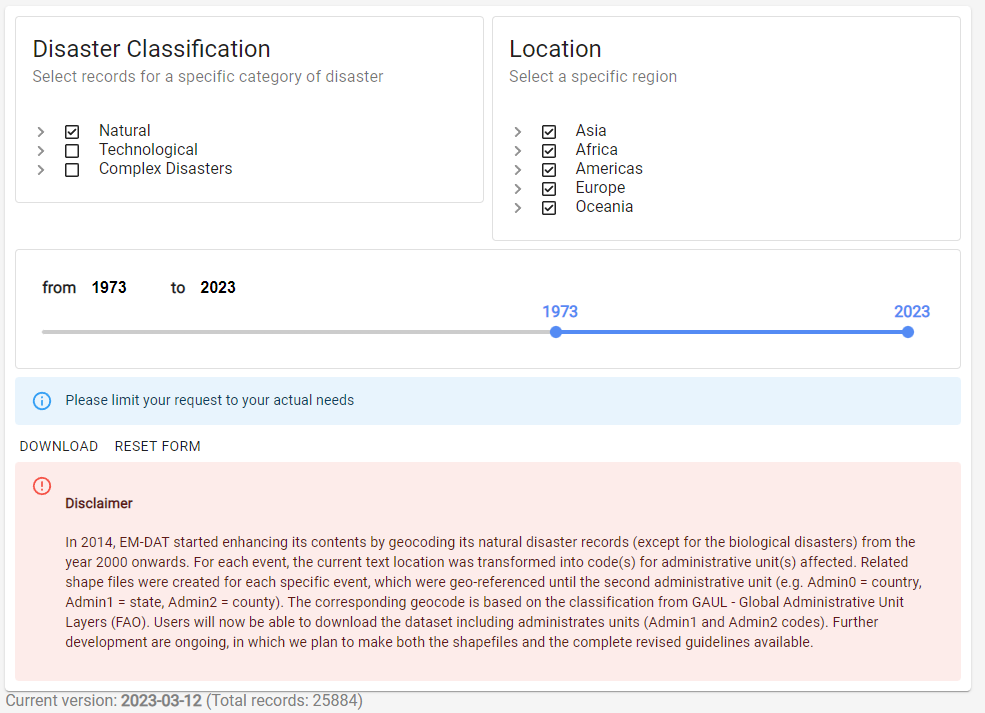 Disaster Classification
Select records for a specific category of disaster
Natural
Technological
Complex Disasters
Location
Select a specific region
Asia
Africa
Americas
Europe
Oceania
from 1973 to 2023
1973 2023
Please limit your request to your actual needs
DOWNLOAD RESET FORM
Disclaimer
In 2014, EM-DAT started enhancing its contents by geocoding its natural disaster records (except for the biological disasters) from the
year 2000 onwards. For each event, the current text location was transformed into code(s) for administrative unit(s) affected. Related
shape files were created for each specific event, which were geo-referenced until the second administrative unit (e.g. Admin0 = country,
Admin1 = state, Admin2 = county). The corresponding geocode is based on the classification from GAUL - Global Administrative Unit
Layers (FAO). Users will now be able to download the dataset including administrates units (Admin1 and Admin2 codes). Further
development are ongoing, in which we plan to make both the shapefiles and the complete revised guidelines available.
Current version: 2023-03-12 (Total records: 25884)